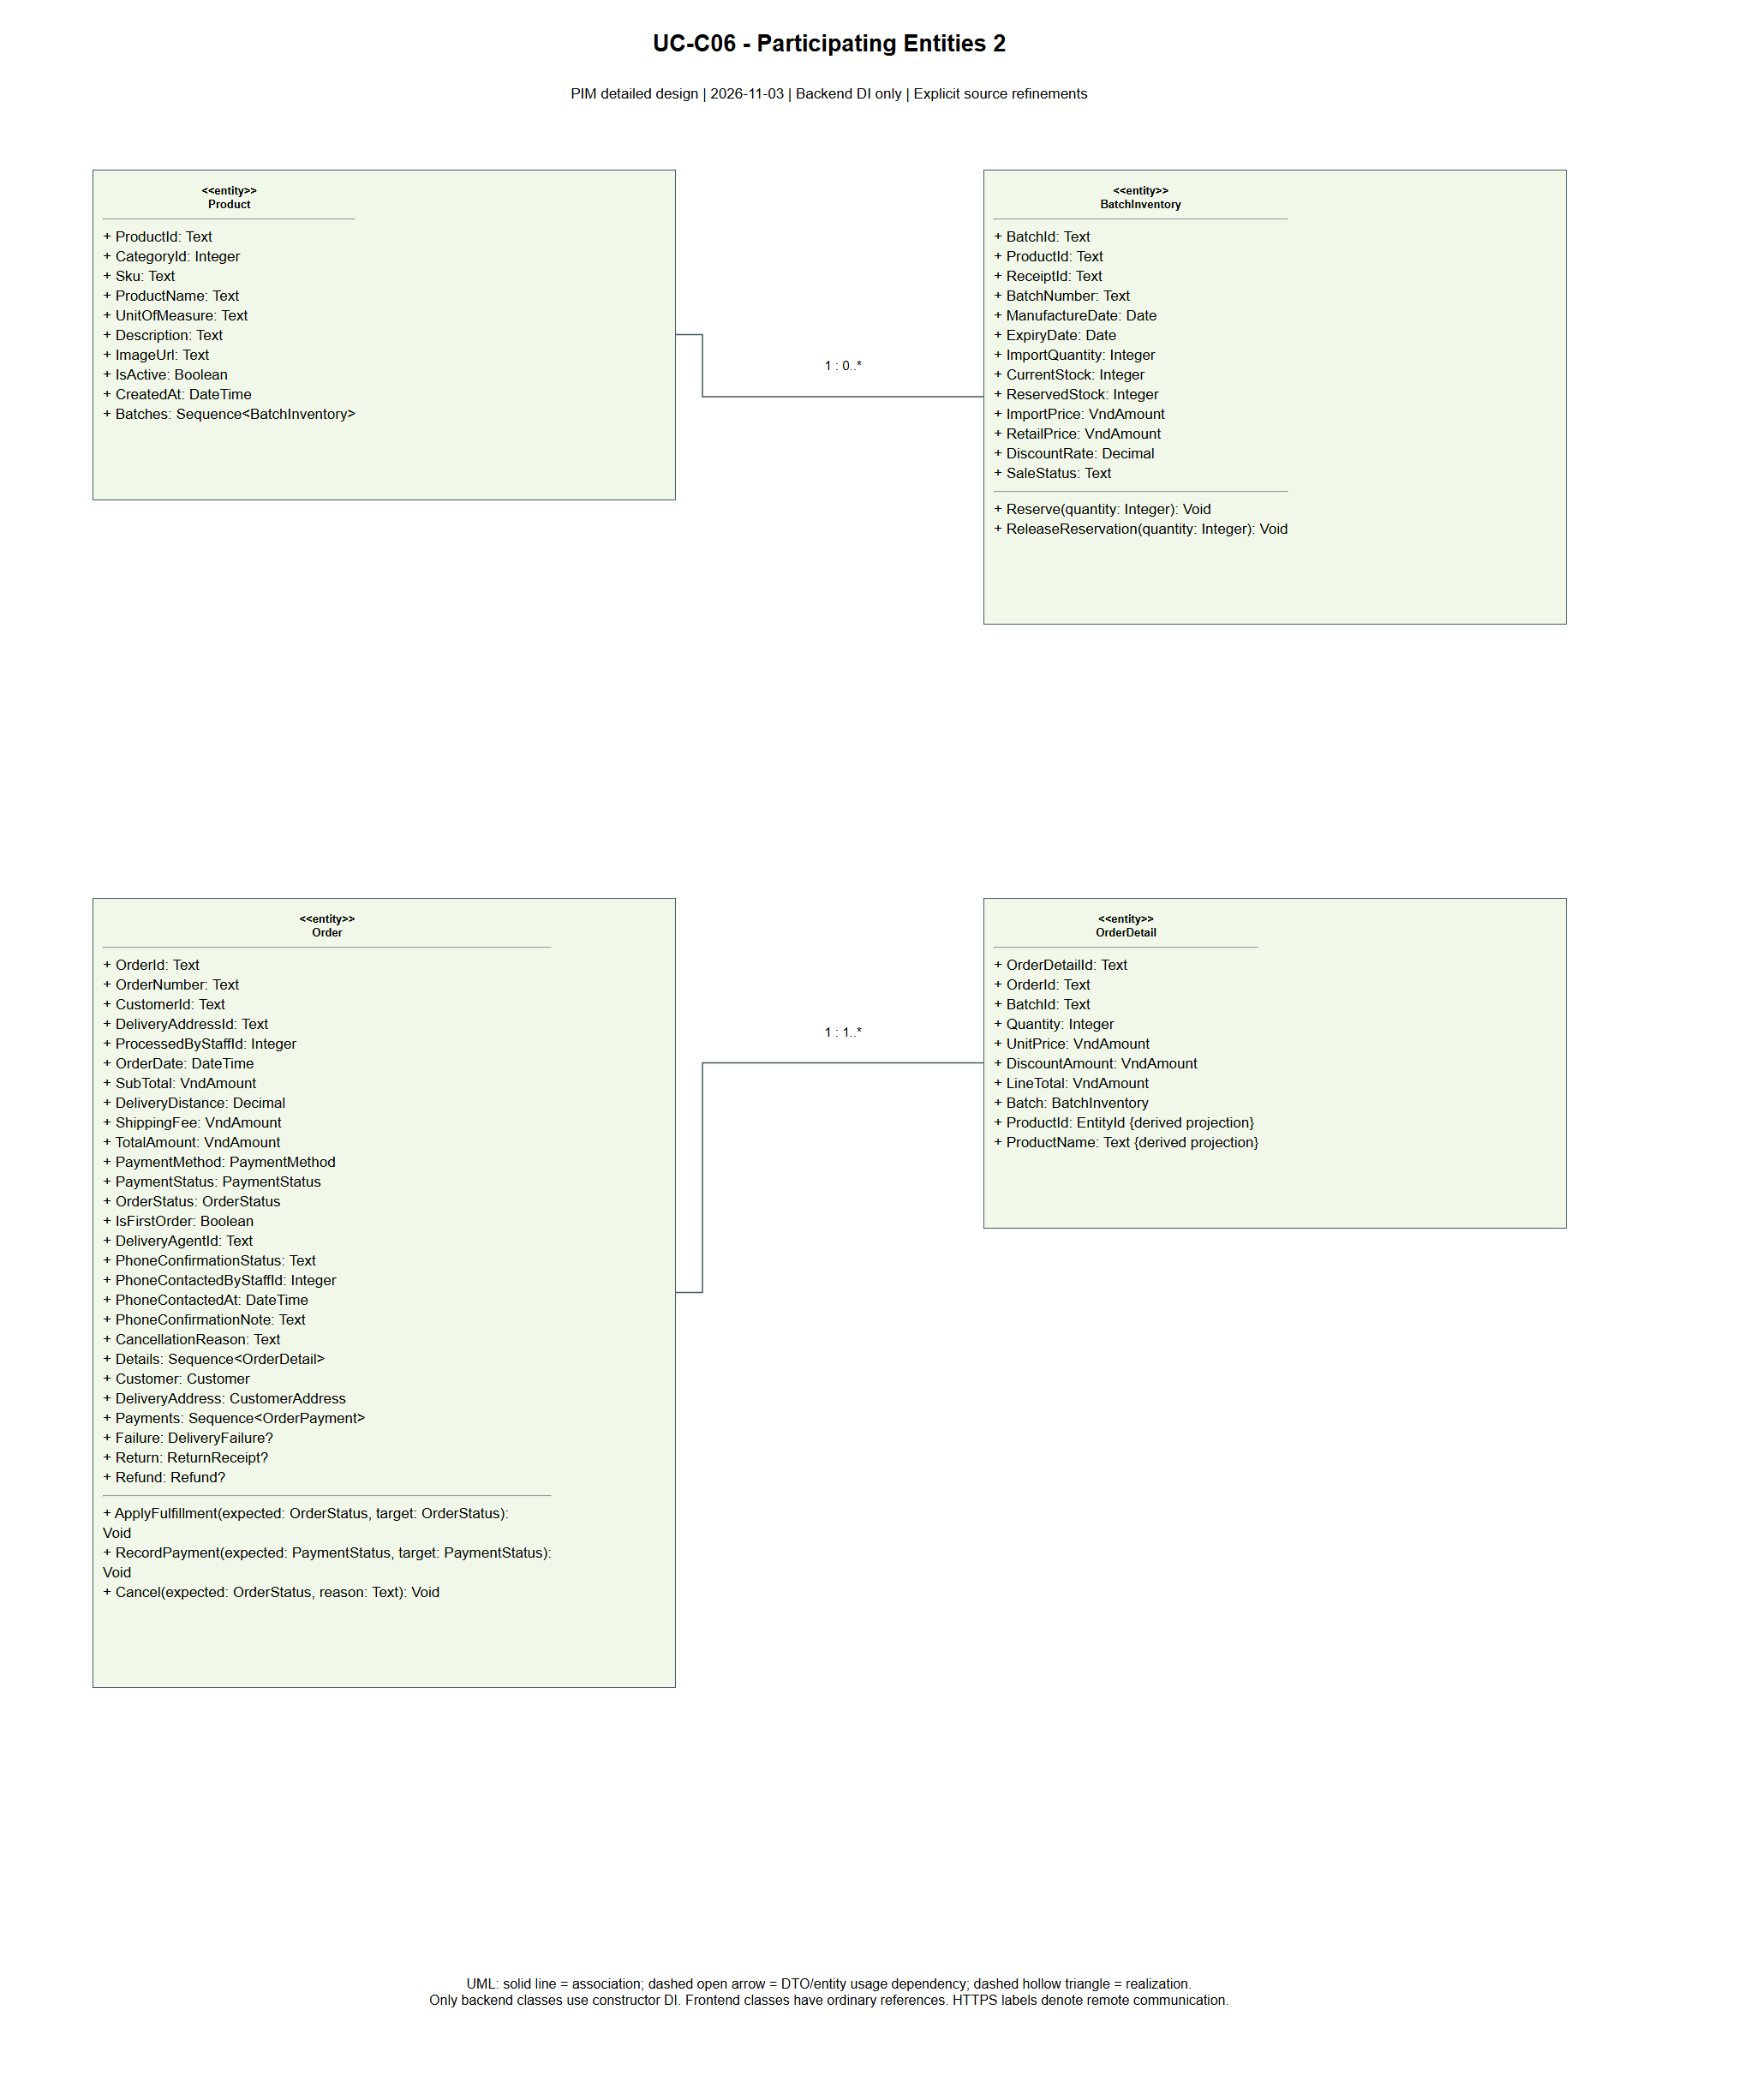 UC-C06 - Participating Entities 2
PIM detailed design | 2026-11-03 | Backend DI only | Explicit source refinements
<<entity>>
Product
+ ProductId: Text
+ CategoryId: Integer
+ Sku: Text
+ ProductName: Text
+ UnitOfMeasure: Text
+ Description: Text
+ ImageUrl: Text
+ IsActive: Boolean
+ CreatedAt: DateTime
+ Batches: Sequence<BatchInventory>
1 : 0..*
<<entity>>
BatchInventory
+ BatchId: Text
+ ProductId: Text
+ ReceiptId: Text
+ BatchNumber: Text
+ ManufactureDate: Date
+ ExpiryDate: Date
+ ImportQuantity: Integer
+ CurrentStock: Integer
+ ReservedStock: Integer
+ ImportPrice: VndAmount
+ RetailPrice: VndAmount
+ DiscountRate: Decimal
+ SaleStatus: Text
+ Reserve(quantity: Integer): Void
+ ReleaseReservation(quantity: Integer): Void
<<entity>>
Order
+ OrderId: Text
+ OrderNumber: Text
+ CustomerId: Text
+ DeliveryAddressId: Text
+ ProcessedByStaffId: Integer
+ OrderDate: DateTime
+ SubTotal: VndAmount
+ DeliveryDistance: Decimal
+ ShippingFee: VndAmount
+ TotalAmount: VndAmount
+ PaymentMethod: PaymentMethod
+ PaymentStatus: PaymentStatus
+ OrderStatus: OrderStatus
+ IsFirstOrder: Boolean
+ DeliveryAgentId: Text
+ PhoneConfirmationStatus: Text
+ PhoneContactedByStaffId: Integer
+ PhoneContactedAt: DateTime
+ PhoneConfirmationNote: Text
+ CancellationReason: Text
+ Details: Sequence<OrderDetail>
+ Customer: Customer
+ DeliveryAddress: CustomerAddress
+ Payments: Sequence<OrderPayment>
+ Failure: DeliveryFailure?
+ Return: ReturnReceipt?
+ Refund: Refund?
+ ApplyFulfillment(expected: OrderStatus, target: OrderStatus):
Void
+ RecordPayment(expected: PaymentStatus, target: PaymentStatus):
Void
+ Cancel(expected: OrderStatus, reason: Text): Void
1 : 1..*
<<entity>>
OrderDetail
+ OrderDetailId: Text
+ OrderId: Text
+ BatchId: Text
+ Quantity: Integer
+ UnitPrice: VndAmount
+ DiscountAmount: VndAmount
+ LineTotal: VndAmount
+ Batch: BatchInventory
+ ProductId: EntityId {derived projection}
+ ProductName: Text {derived projection}
UML: solid line = association; dashed open arrow = DTO/entity usage dependency; dashed hollow triangle = realization.
Only backend classes use constructor DI. Frontend classes have ordinary references. HTTPS labels denote remote communication.